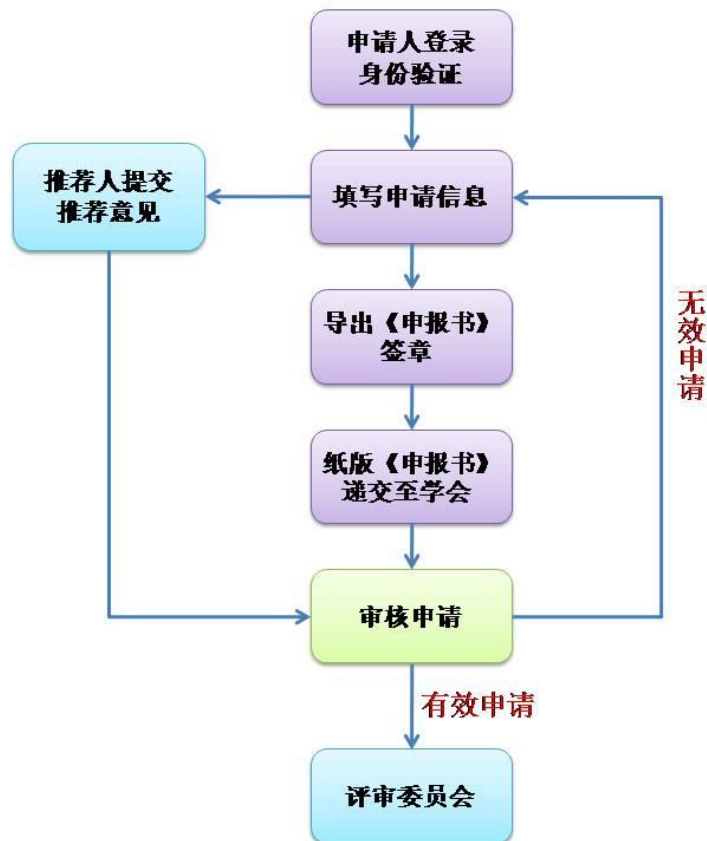 申请人登录
身份验证
推荐人提交
推荐意见
填写申请信息
导出《申报书》
签章
无效申请
纸版《申报书》
递交至学会
审核申请
有效申请
评审委员会